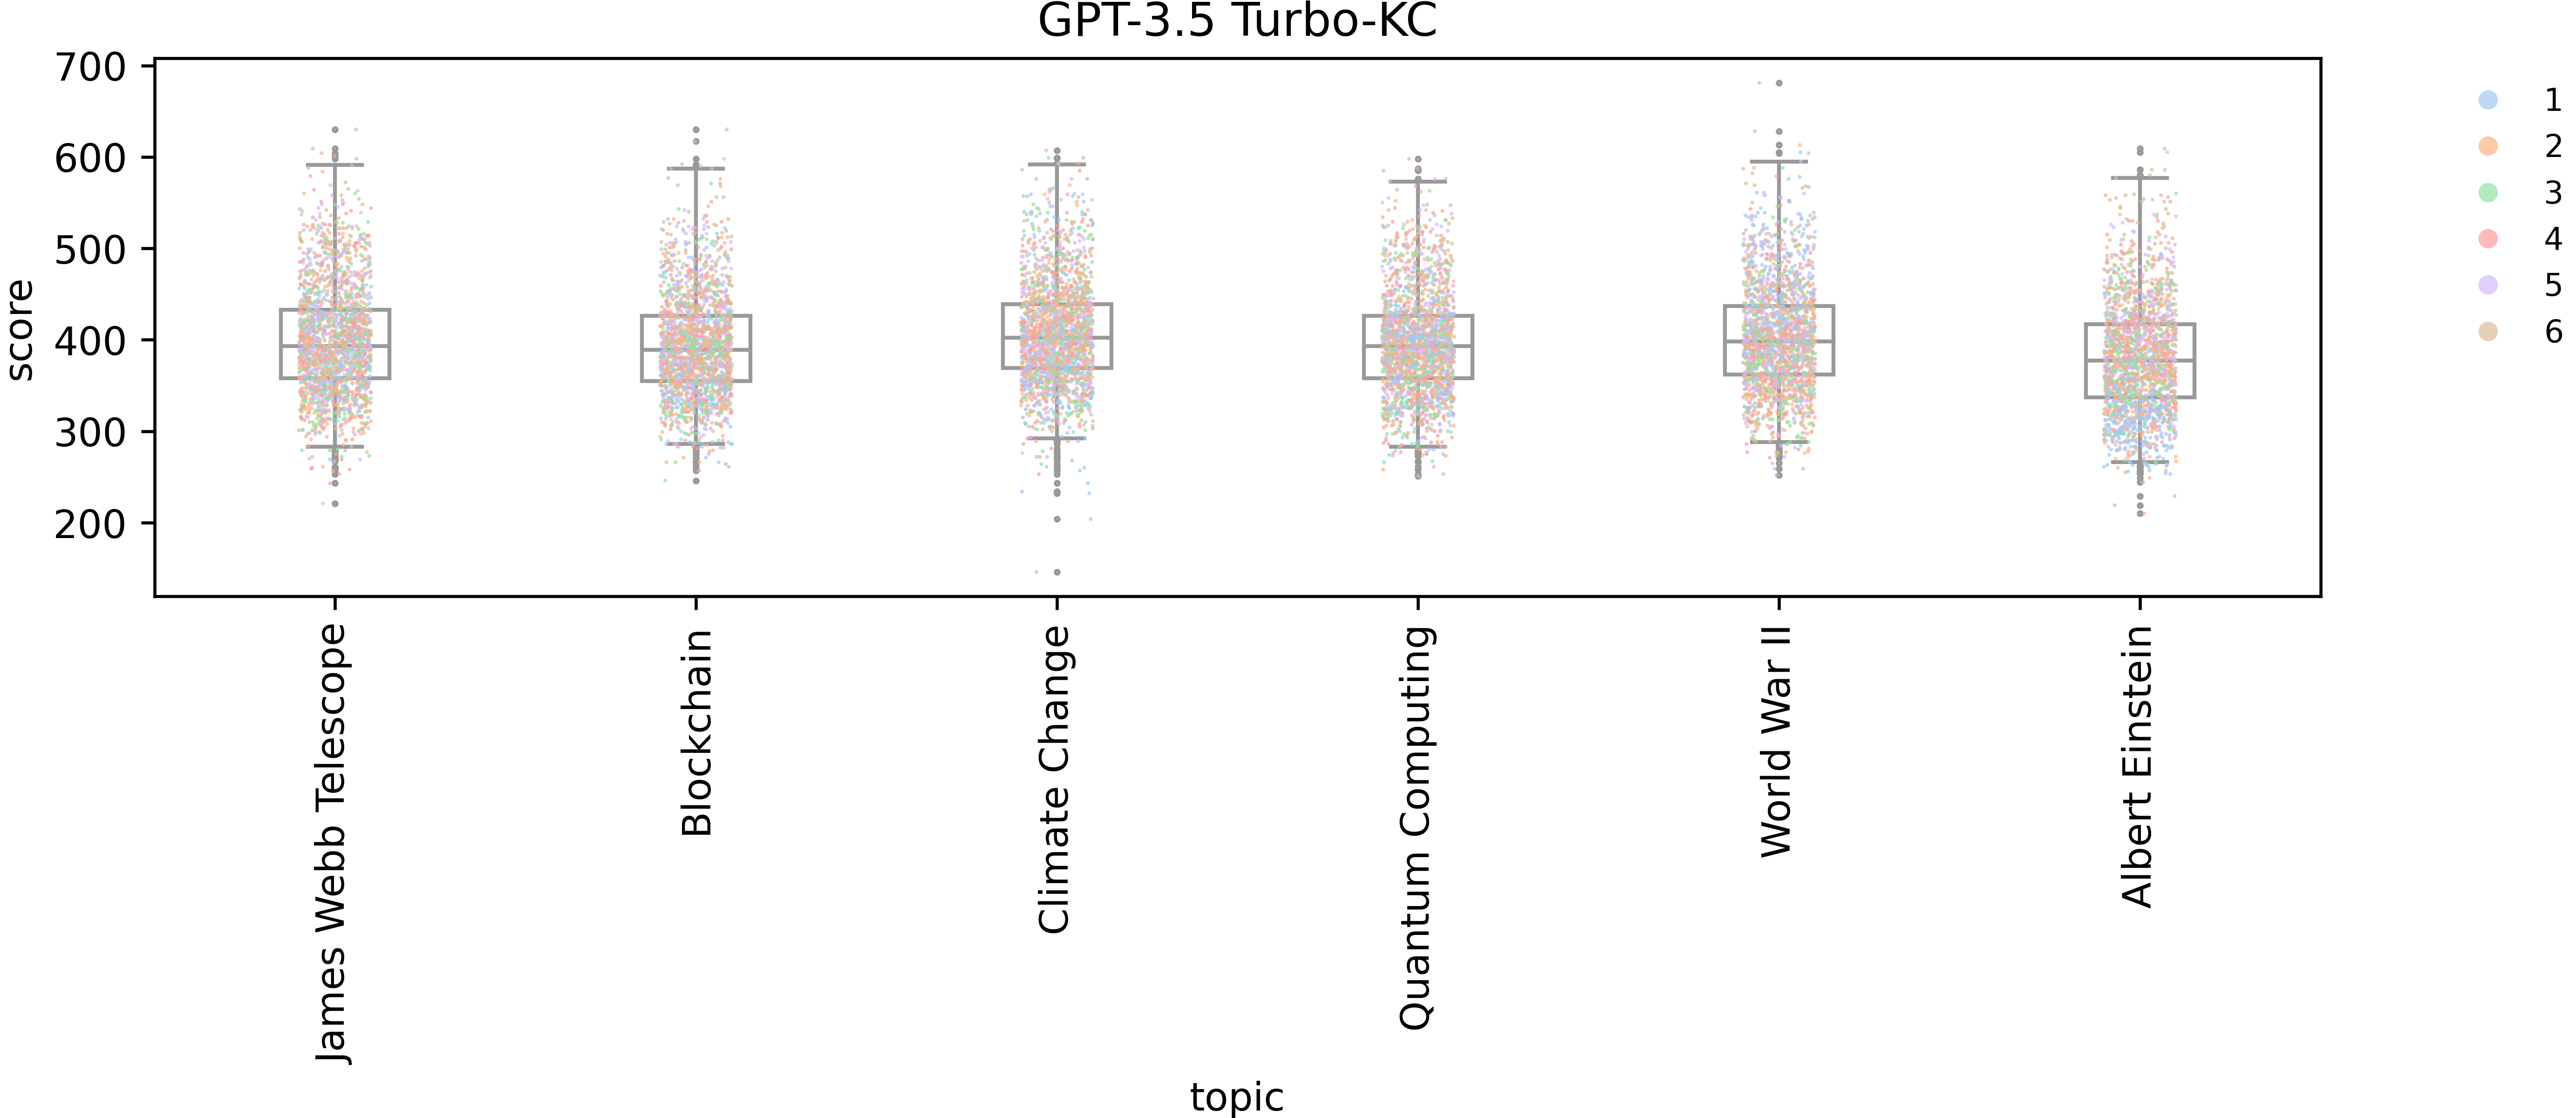 GPT-3.5 Turbo-KC
700
600
500
400
300
200
score
1
2
3
4
5
6
James Webb Telescope
Blockchain
Climate Change
Quantum Computing
World War II
Albert Einstein
topic